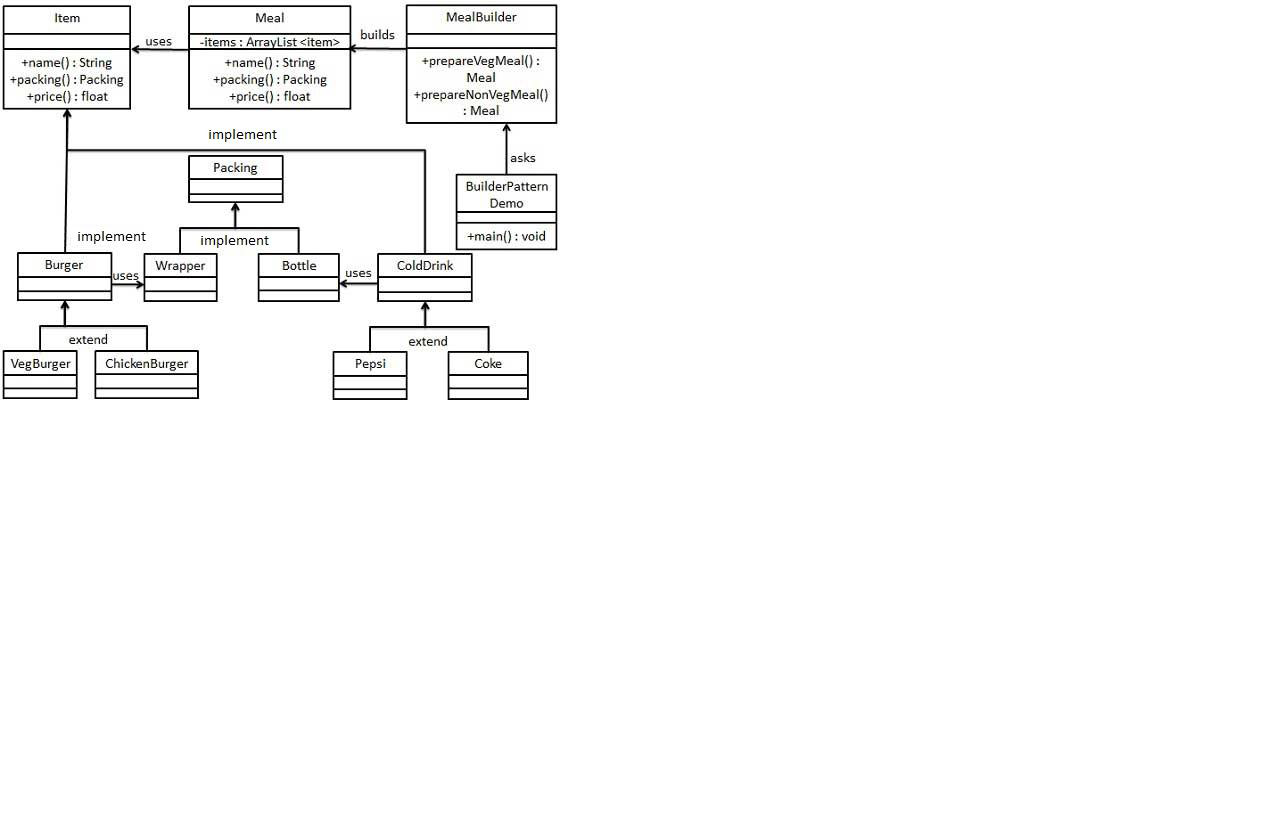 Item
+name() : String
+packing() : Packing
+price() : float
uses
Meal
-items : ArrayList <item>
+name() : String
+packing() : Packing
+price() : float
builds
MealBuilder
+prepareVegMeal() :
Meal
+prepareNonVegMeal()
: Meal
implement
asks
Packing
BuilderPattern
Demo
+main() : void
implement
implement
Burger
uses
Wrapper
Bottle
uses
ColdDrink
extend
extend
VegBurger
ChickenBurger
Pepsi
Coke